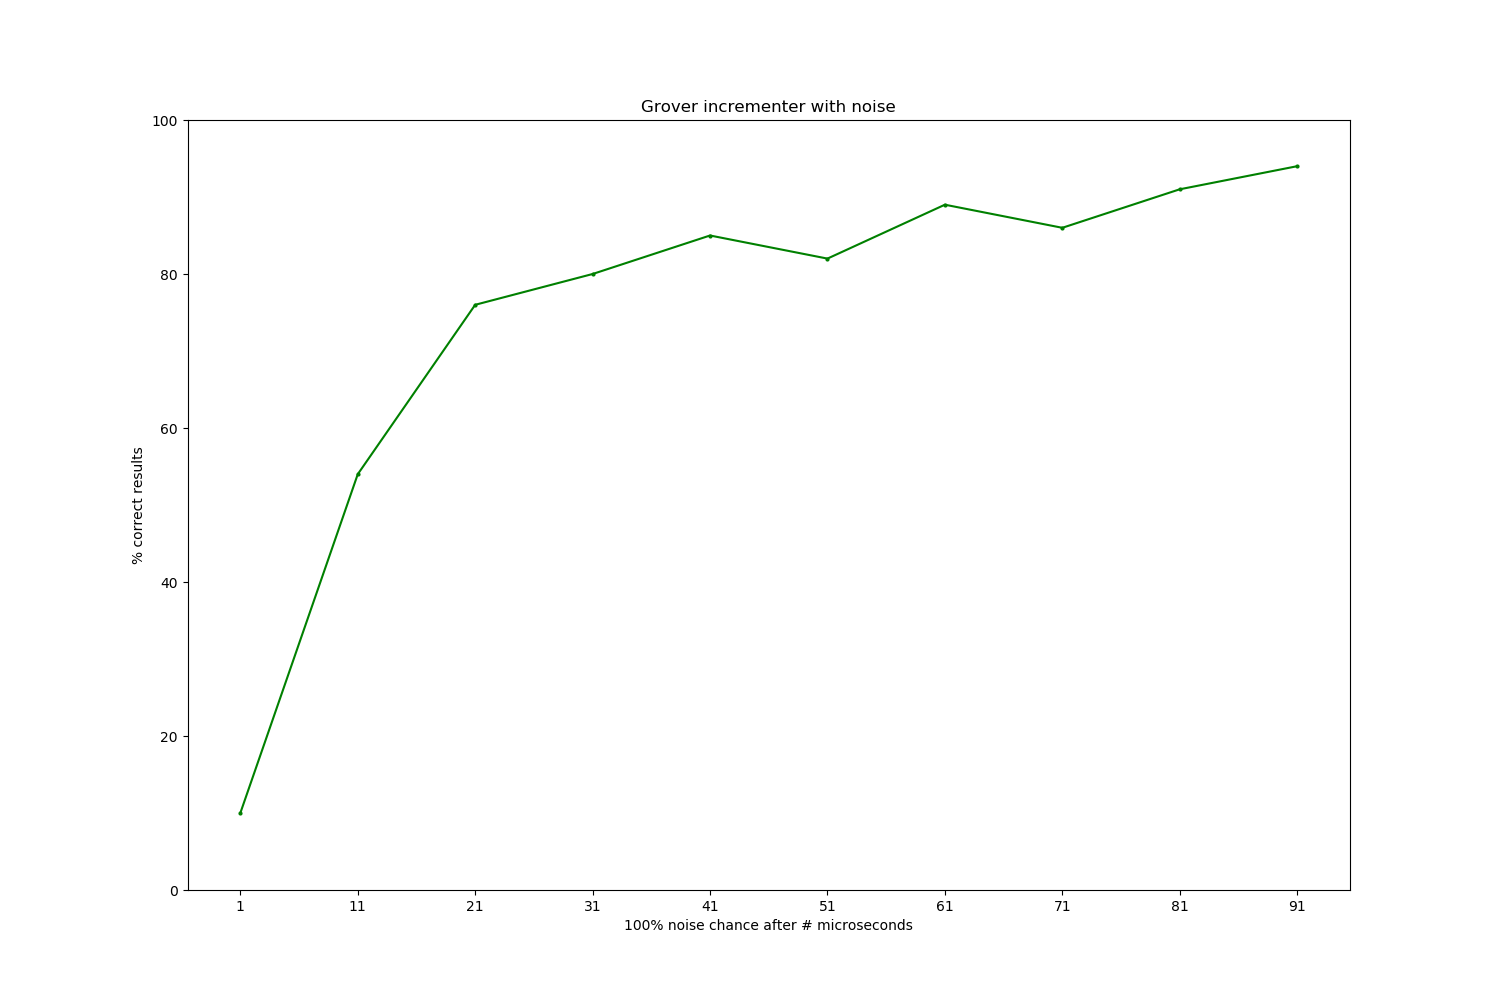 Grover incrementer with noise
100
80
60
40
20
0
% correct results
1 11 21 31 41 51 61 71 81 91
100% noise chance after # microseconds